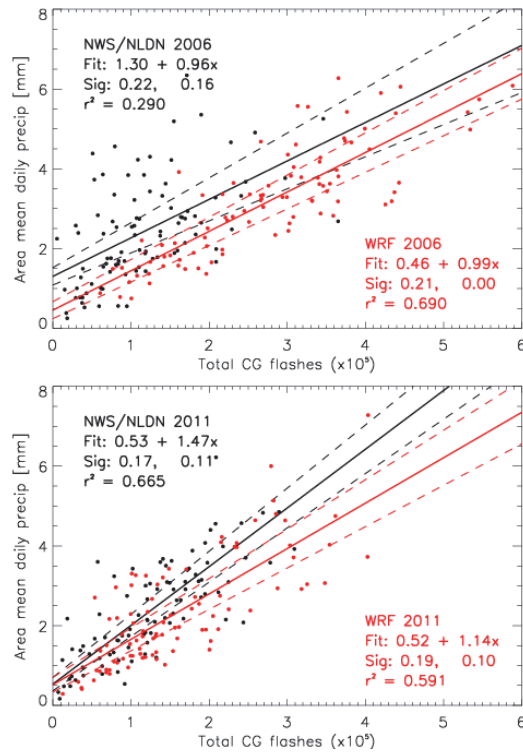 8
6
4
2
0
Area mean daily precip [mm]
NWS/NLDN 2006
Fit: 1.30 + 0.96x
Sig: 0.22, 0.16
r² = 0.290
WRF 2006
Fit: 0.46 + 0.99x
Sig: 0.21, 0.00
r² = 0.690
0 1 2 3 4 5 6
Total CG flashes (x10⁵)
8
6
4
2
0
Area mean daily precip [mm]
NWS/NLDN 2011
Fit: 0.53 + 1.47x
Sig: 0.17, 0.11
r² = 0.665
WRF 2011
Fit: 0.52 + 1.14x
Sig: 0.19, 0.10
r² = 0.591
0 1 2 3 4 5 6
Total CG flashes (x10⁵)